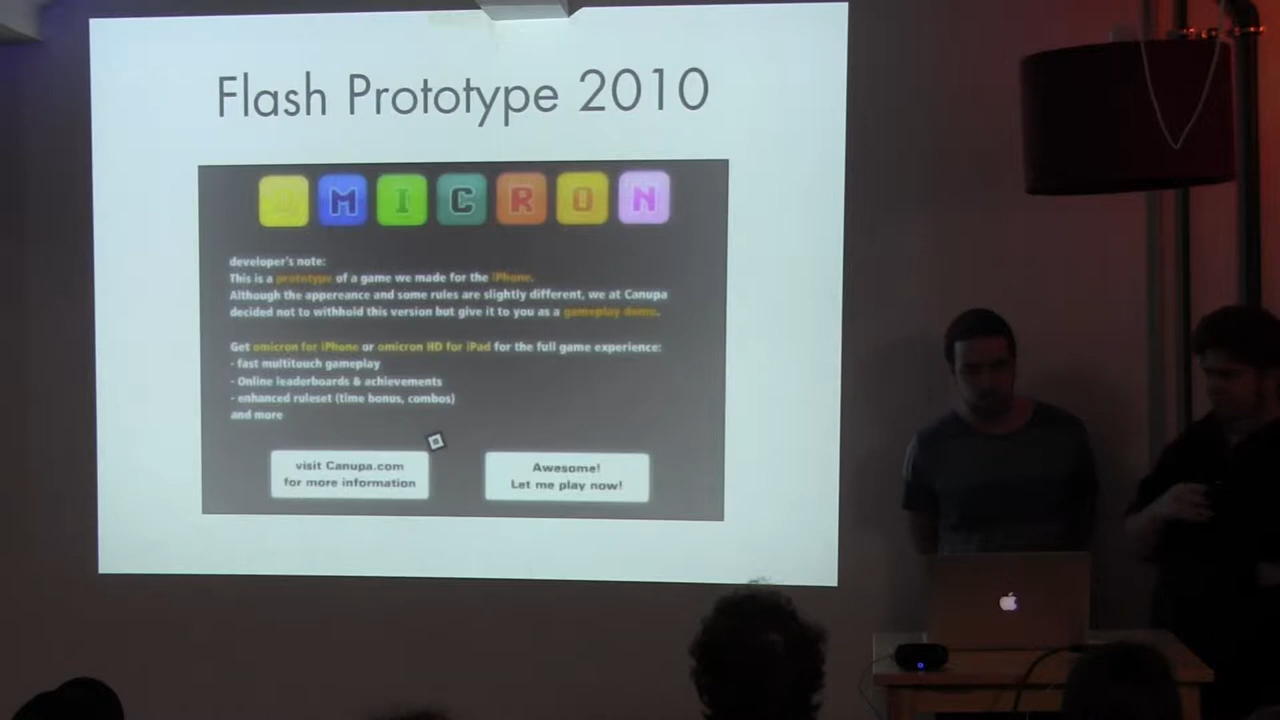 Flash Prototype 2010
OMICRON
developer's note:
This is a prototype of a game we made for the iPhone.
Although the appereance and some rules are slightly different, we at Canupa
decided not to withhold this version but give it to you as a gameplay demo.
Get omicron for iPhone or omicron HD for iPad for the full game experience:
- fast multitouch gameplay
- Online leaderboards & achievements
- enhanced ruleset (time bonus, combos)
and more
visit Canupa.com
for more information
Awesome!
Let me play now!